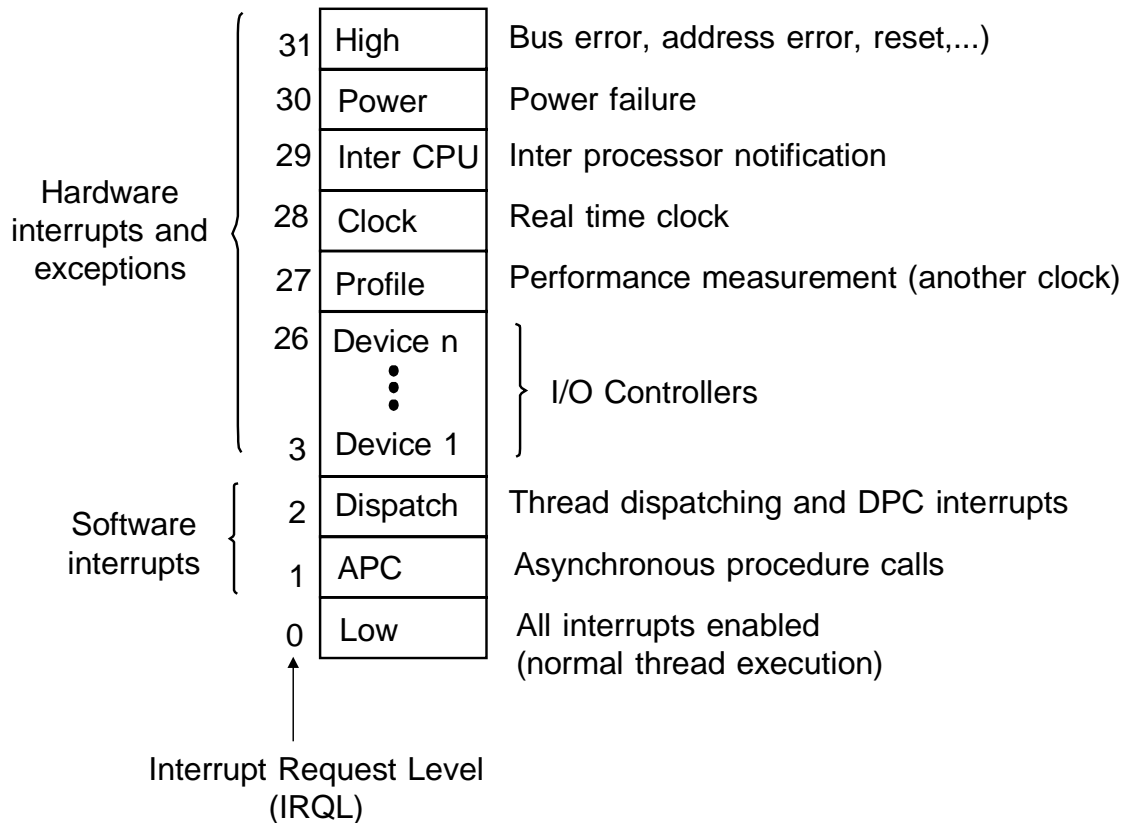 31 High Bus error, address error, reset,...)
30 Power Power failure
29 Inter CPU Inter processor notification
Hardware
interrupts and
exceptions
28 Clock Real time clock
27 Profile Performance measurement (another clock)
26 Device n
I/O Controllers
3 Device 1
Software
interrupts
2 Dispatch Thread dispatching and DPC interrupts
1 APC Asynchronous procedure calls
0 Low All interrupts enabled
(normal thread execution)
Interrupt Request Level
(IRQL)